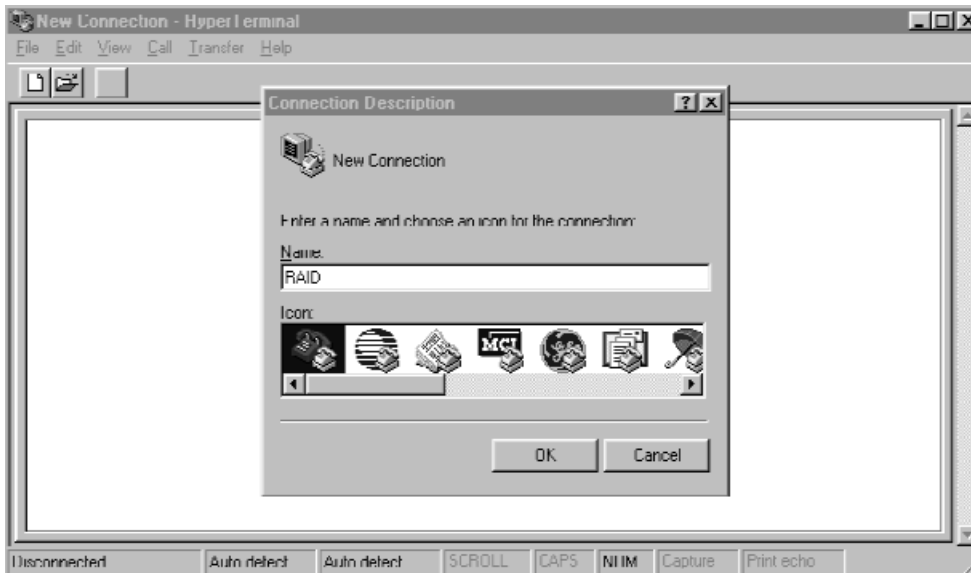 New Connection - HyperTerminal
File Edit View Call Transfer Help
Connection Description
New Connection
Enter a name and choose an icon for the connection:
Name:
RAID
Icon:
MCI
OK Cancel
Disconnected Auto detect Auto detect SCROLL CAPS NUM Capture Print echo